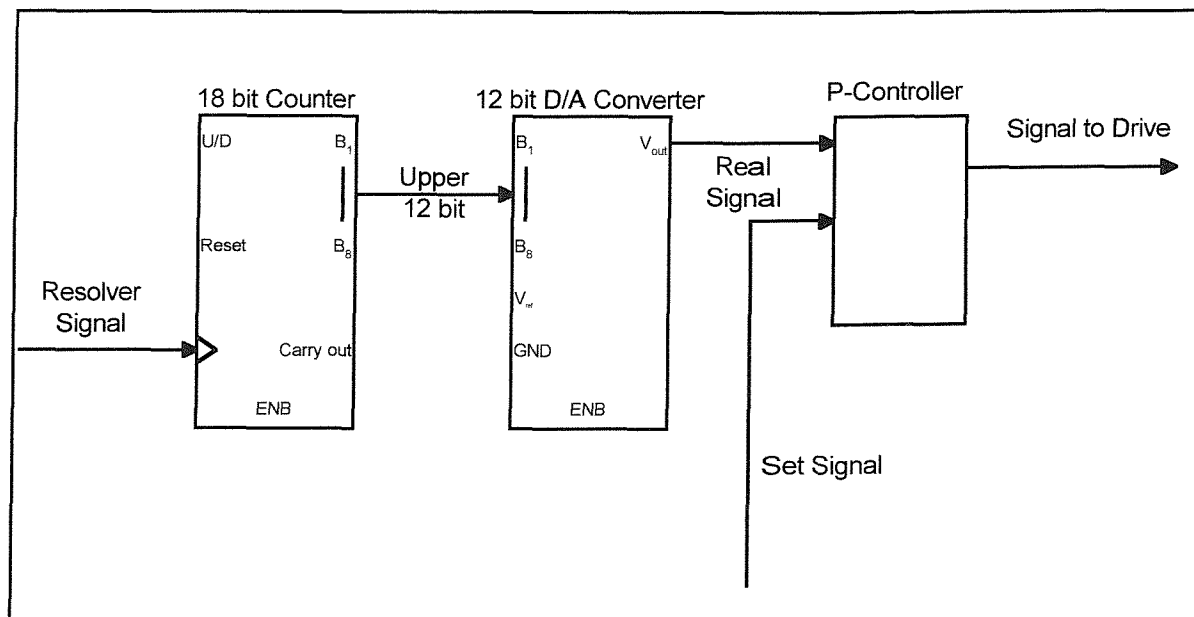 18 bit Counter
U/D
B1
B8
Reset
Carry out
ENB
Resolver
Signal
Upper
12 bit
12 bit D/A Converter
B1
Vout
B8
Vref
GND
ENB
Real
Signal
Set Signal
P-Controller
Signal to Drive